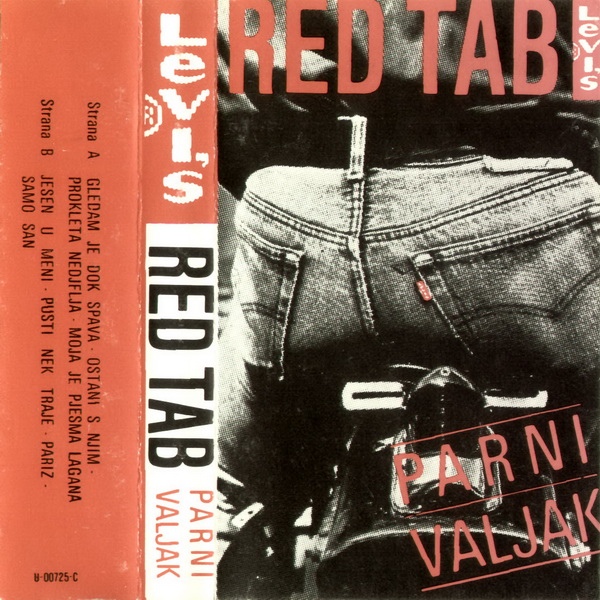 Strana A GLEDAM JE DOK SPAVA · OSTANI S NJIM ·
PROKLETA NEDJELJA · MOJA JE PJESMA LAGANA
Strana B JESEN U MENI · PUSTI NEK TRAJE · PARIZ ·
SAMO SAN
U-00725-C
Levi's
RED TAB
PARNI
VALJAK
RED TAB
Levi's
PARNI
VALJAK